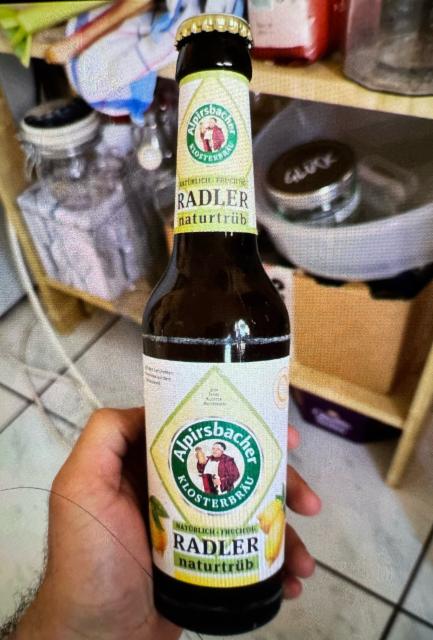 Alpirsbacher
KLOSTERBRÄU
NATÜRLICH · FRUCHTIG
RADLER
naturtrüb
GLÜCK
Alpirsbacher
KLOSTERBRÄU
NATÜRLICH · FRUCHTIG
RADLER
naturtrüb